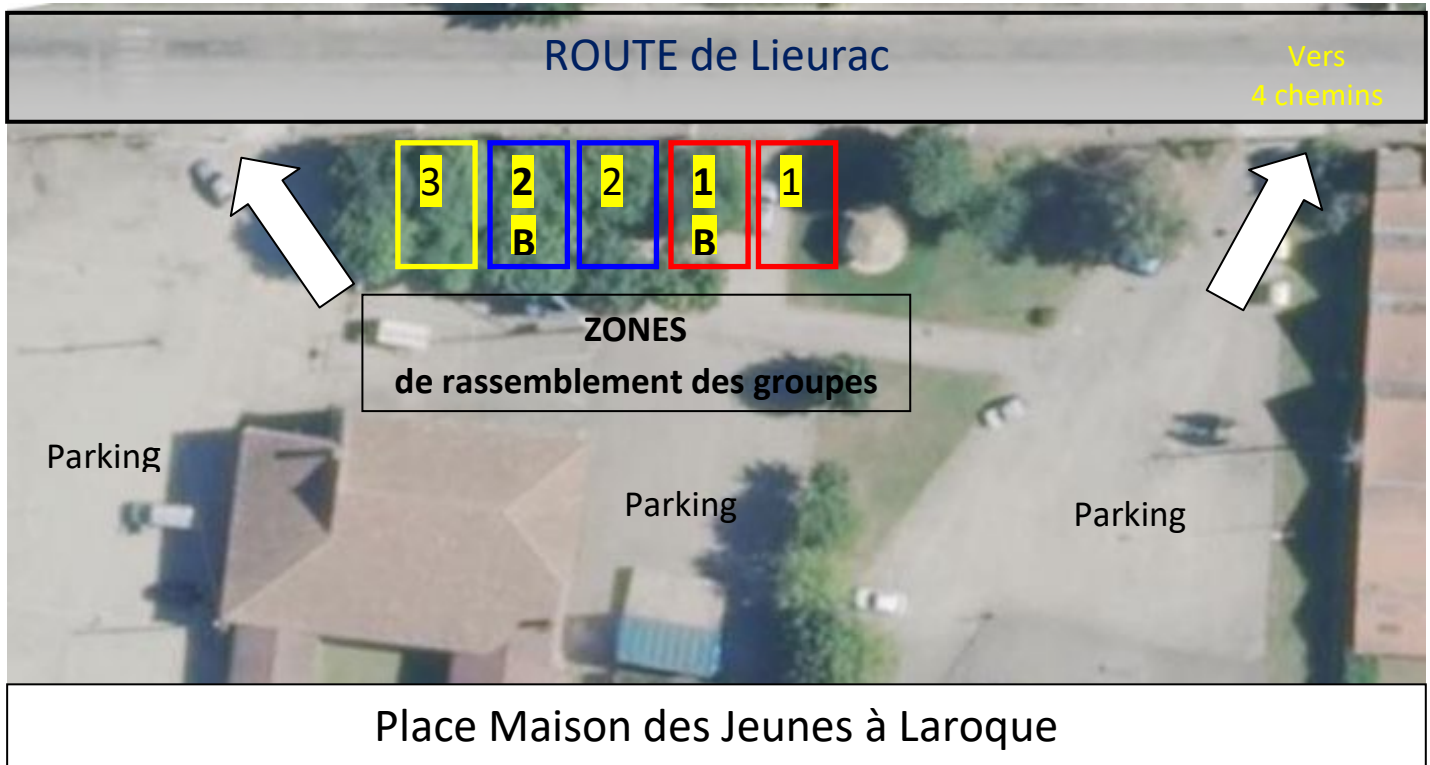 ROUTE de Lieurac
Vers
4 chemins
3
2
B
2
1
B
1
ZONES
de rassemblement des groupes
Parking
Parking
Parking
Place Maison des Jeunes à Laroque